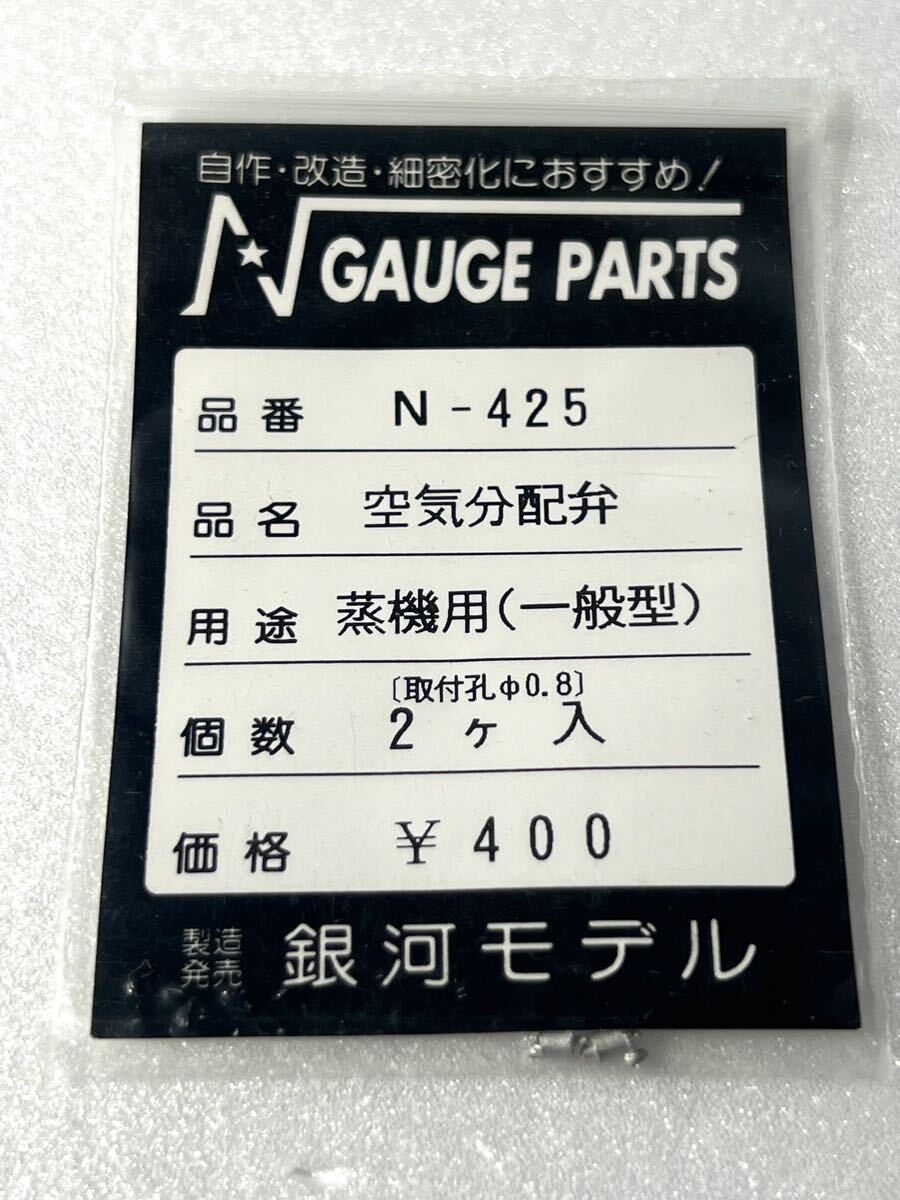 自作・改造・細密化におすすめ！
N GAUGE PARTS
品番 N-425
品名 空気分配弁
用途 蒸機用(一般型)
〔取付孔φ0.8〕
個数 2ヶ入
価格 ¥400
製造
発売 銀河モデル